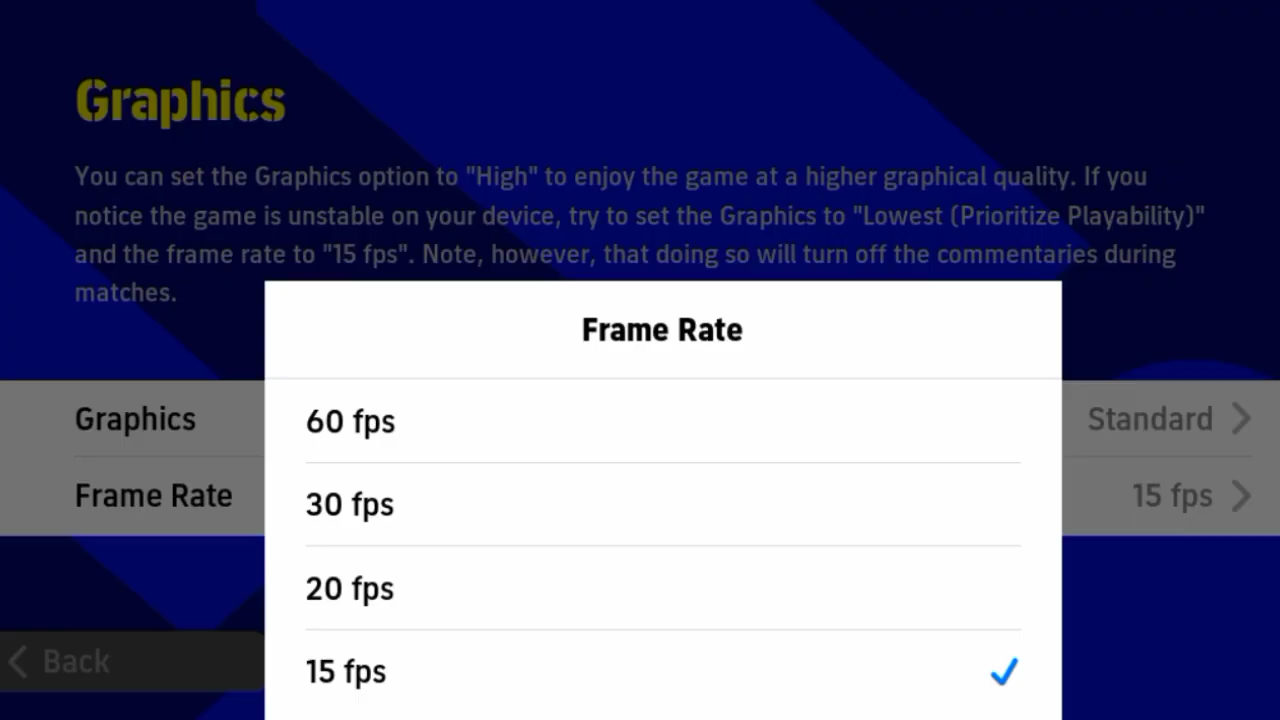 Graphics
You can set the Graphics option to "High" to enjoy the game at a higher graphical quality. If you
notice the game is unstable on your device, try to set the Graphics to "Lowest (Prioritize Playability)"
and the frame rate to "15 fps". Note, however, that doing so will turn off the commentaries during
matches.
Frame Rate
Graphics
Standard
60 fps
Frame Rate
15 fps
30 fps
20 fps
15 fps
Back